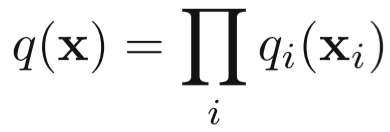 q(𝐱) = ∏ᵢ qᵢ(𝐱ᵢ)